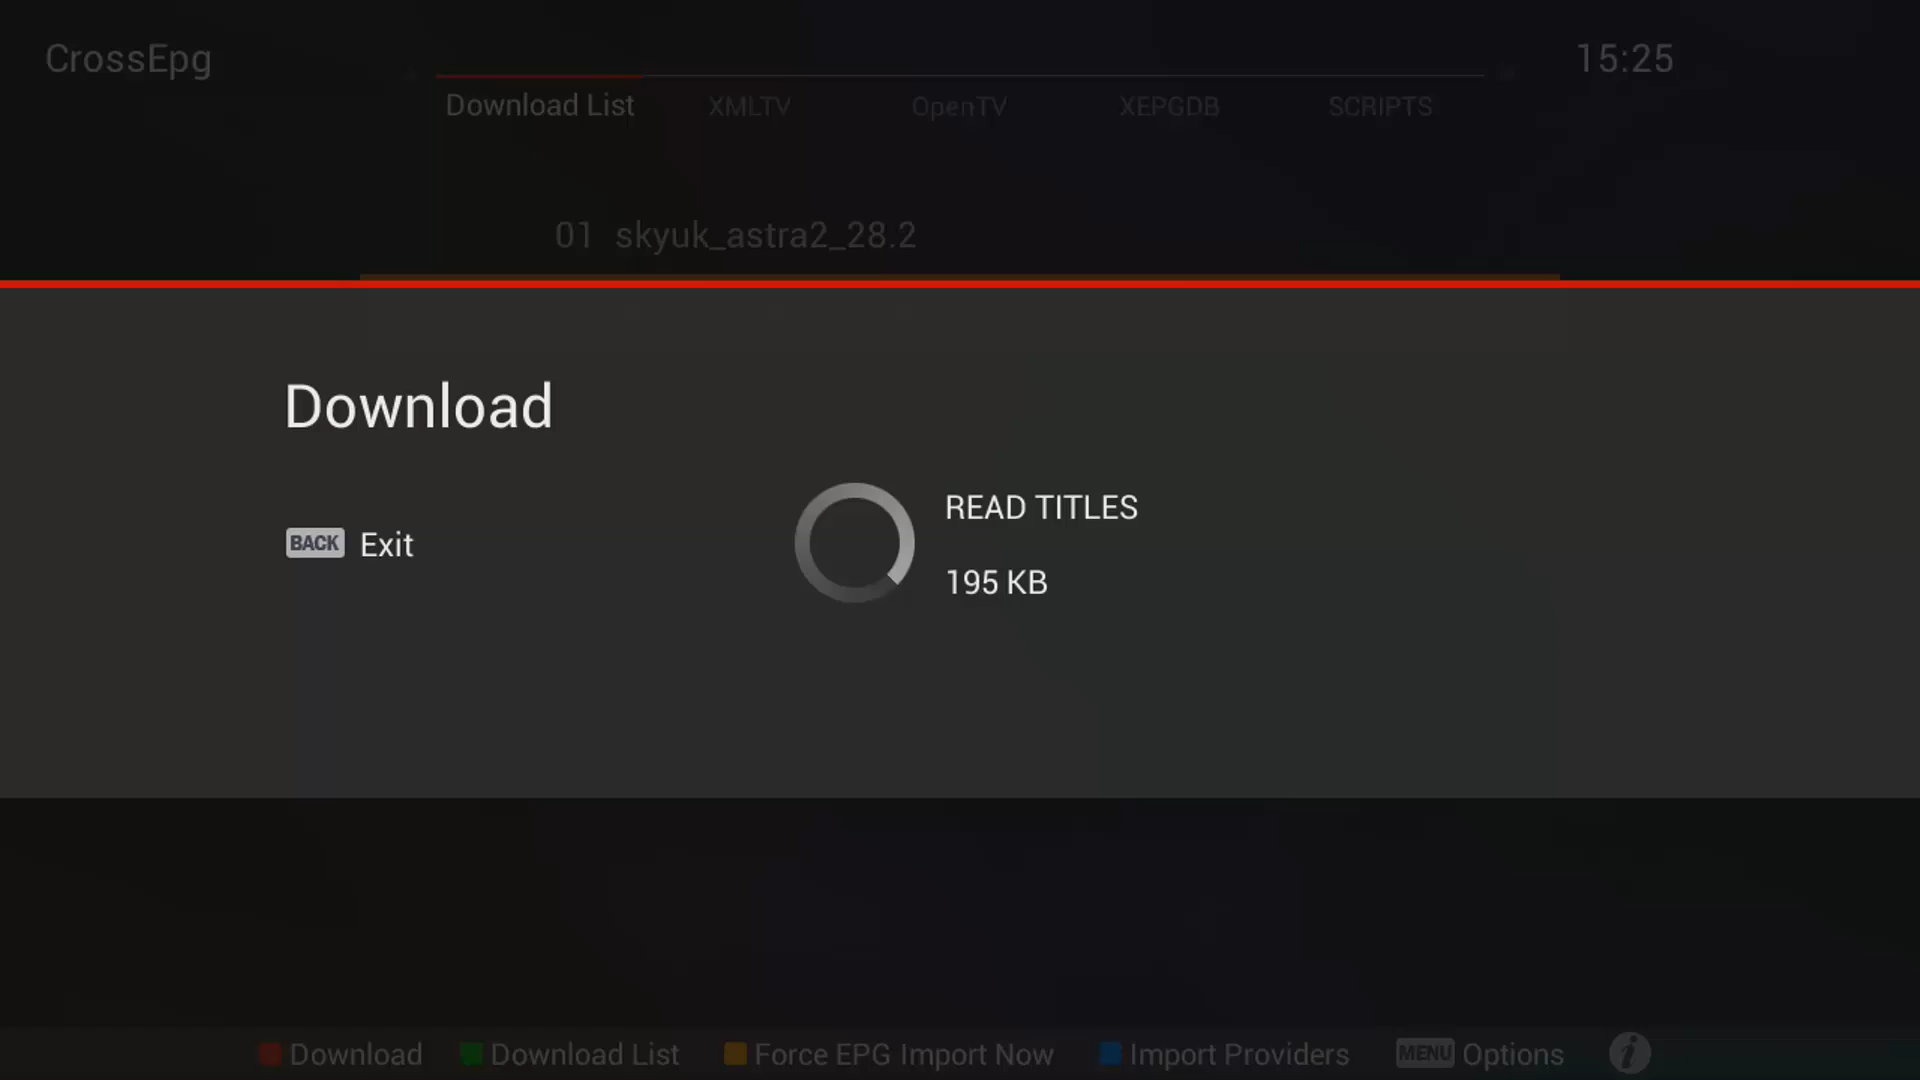 CrossEpg
15:25
Download List XMLTV OpenTV XEPGDB SCRIPTS
01 skyuk_astra2_28.2
Download
READ TITLES
BACK Exit
195 KB
Download Download List Force EPG Import Now Import Providers MENU Options i